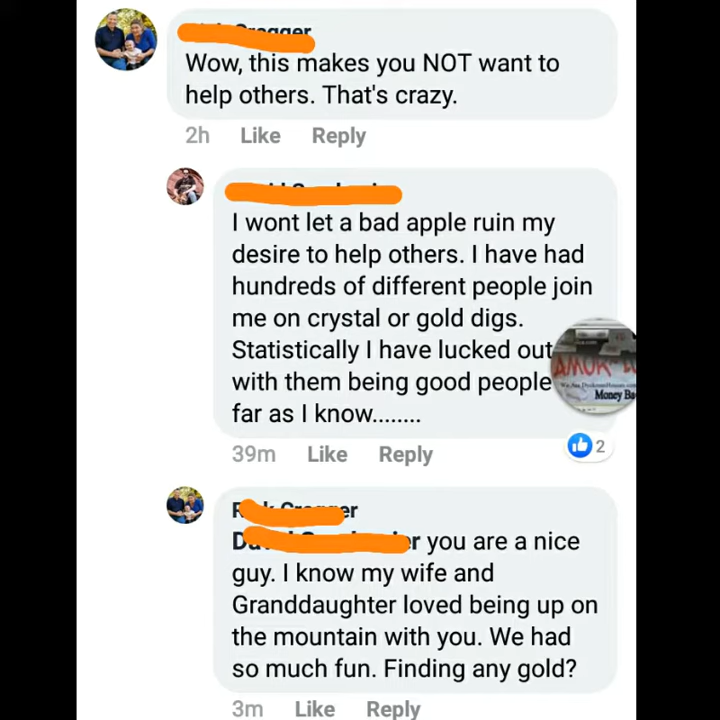 Wow, this makes you NOT want to
help others. That's crazy.
2h Like Reply
I wont let a bad apple ruin my
desire to help others. I have had
hundreds of different people join
me on crystal or gold digs.
Statistically I have lucked out
with them being good people
far as I know........
39m Like Reply
2
Money
er you are a nice
guy. I know my wife and
Granddaughter loved being up on
the mountain with you. We had
so much fun. Finding any gold?
3m Like Reply